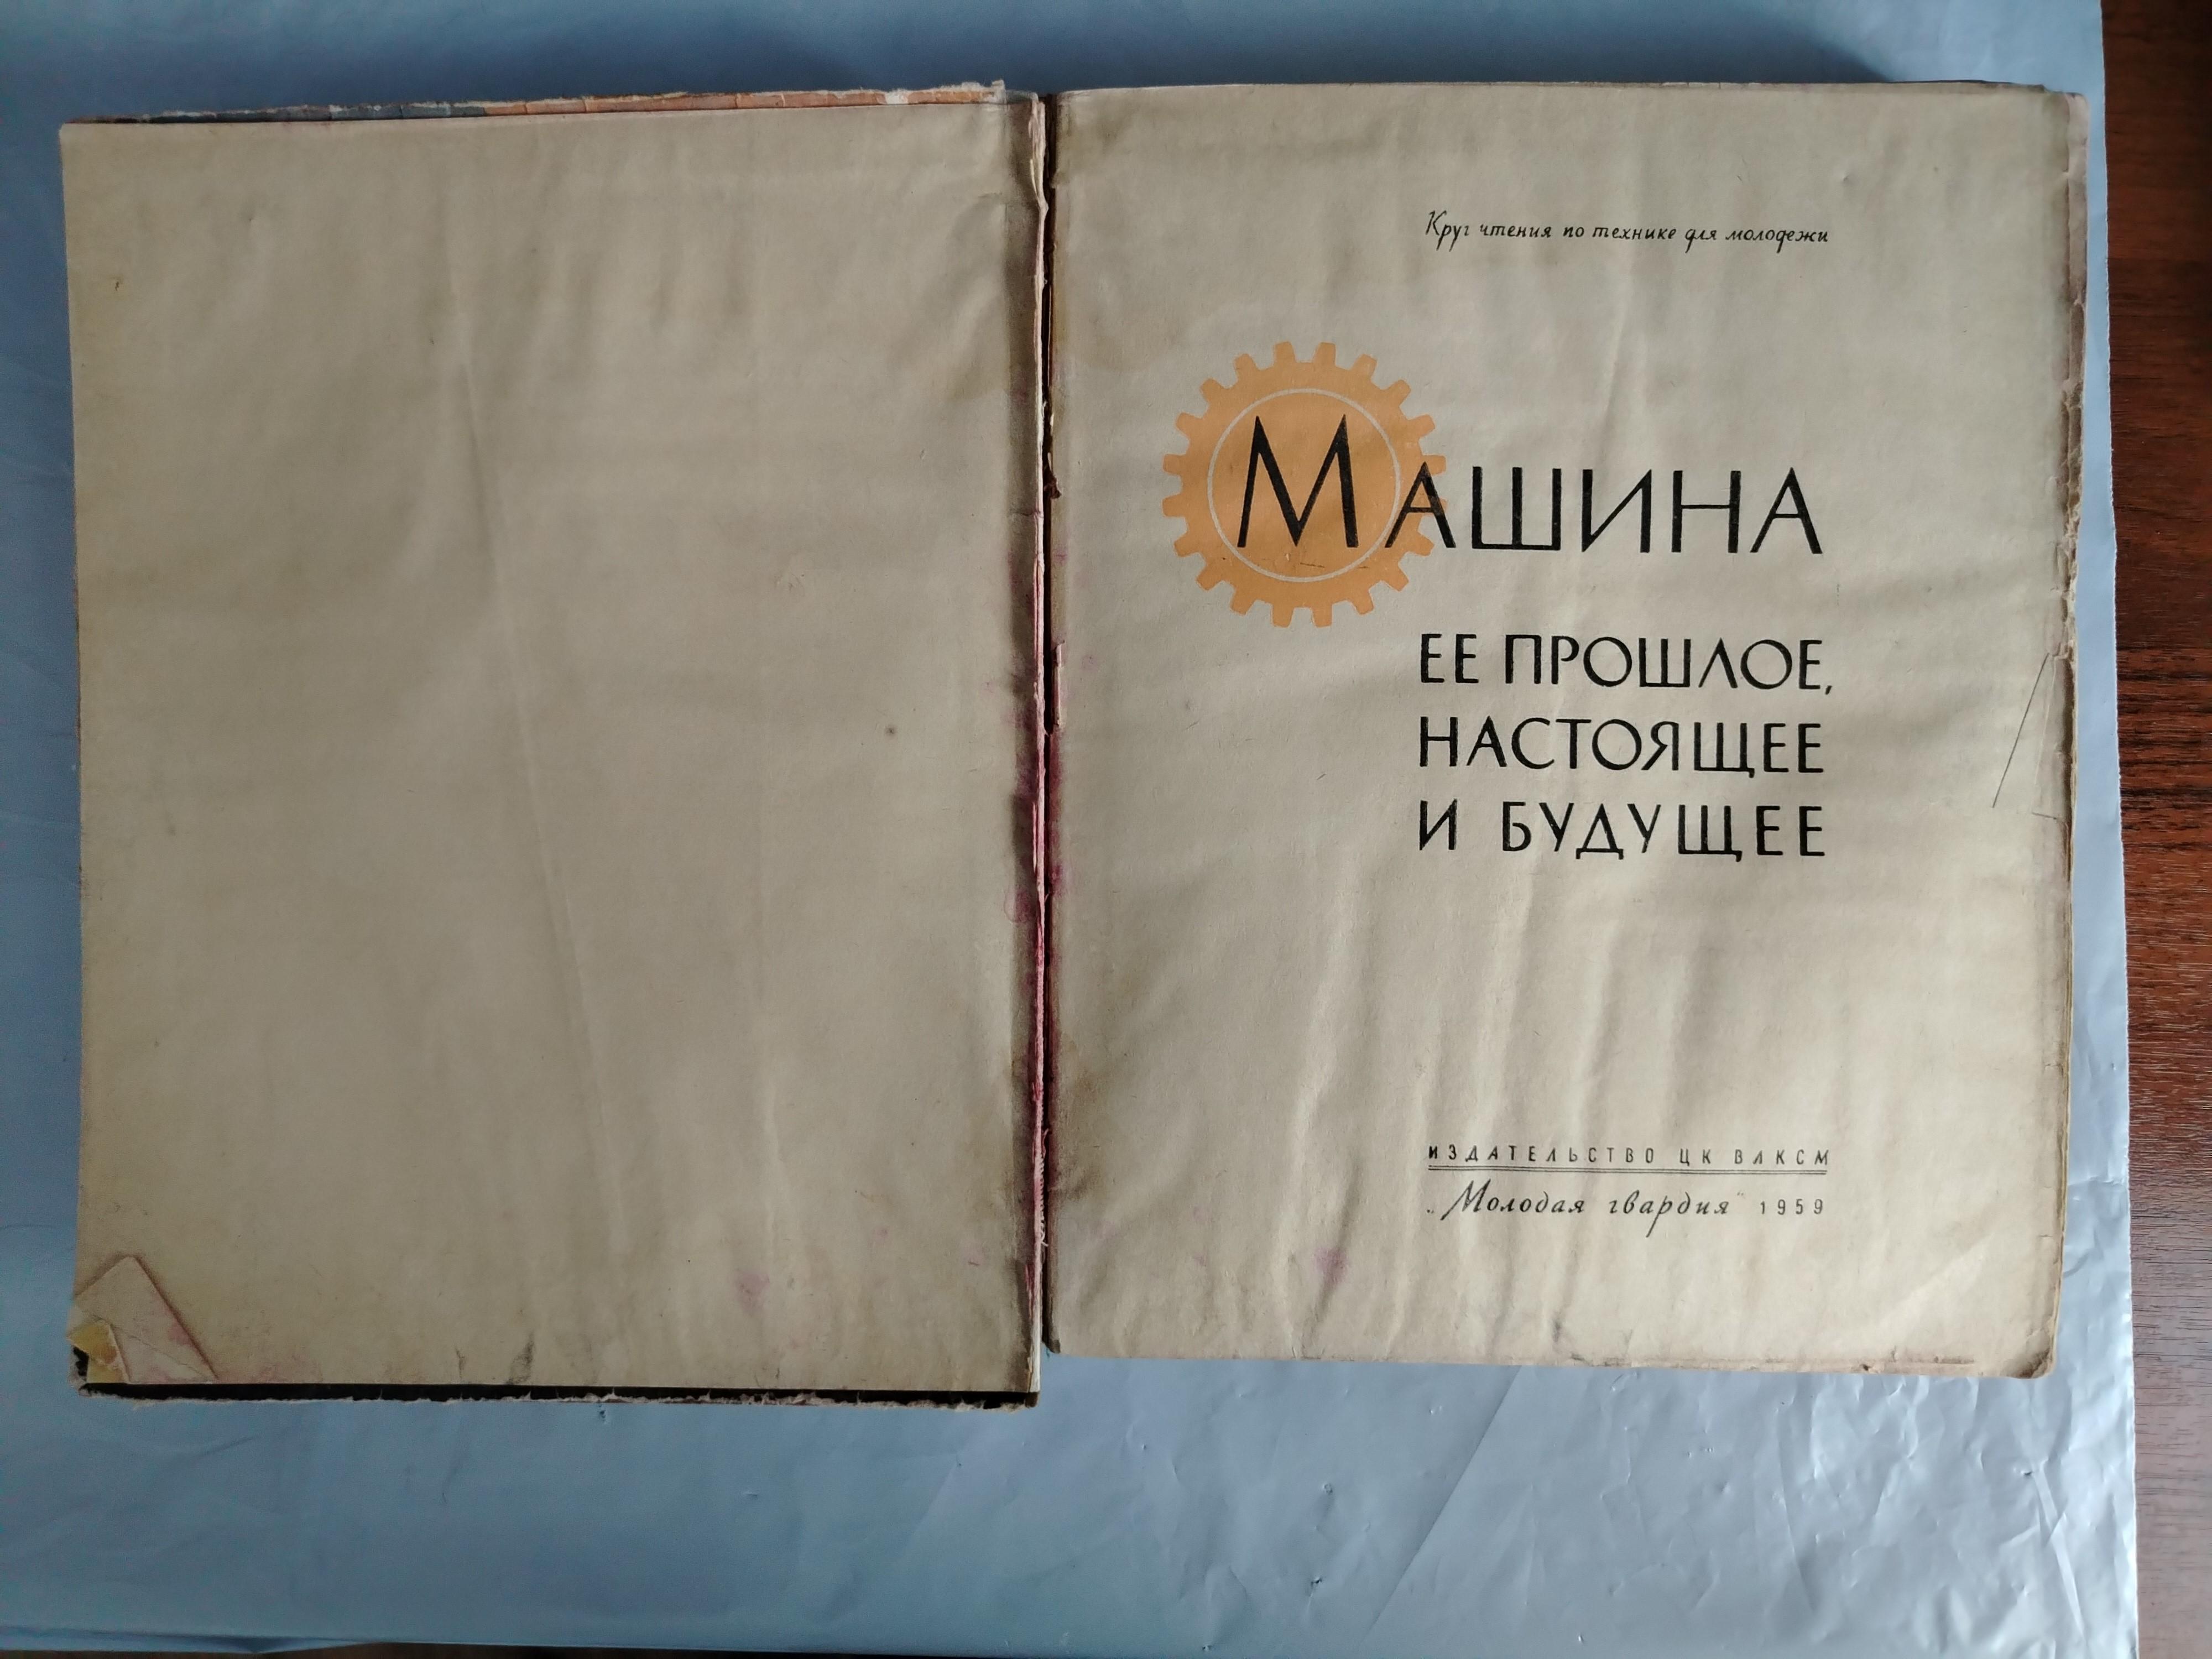 Круг чтения по технике для молодежи
МАШИНА
ЕЕ ПРОШЛОЕ,
НАСТОЯЩЕЕ
И БУДУЩЕЕ
ИЗДАТЕЛЬСТВО ЦК ВЛКСМ
„Молодая гвардия" 1959